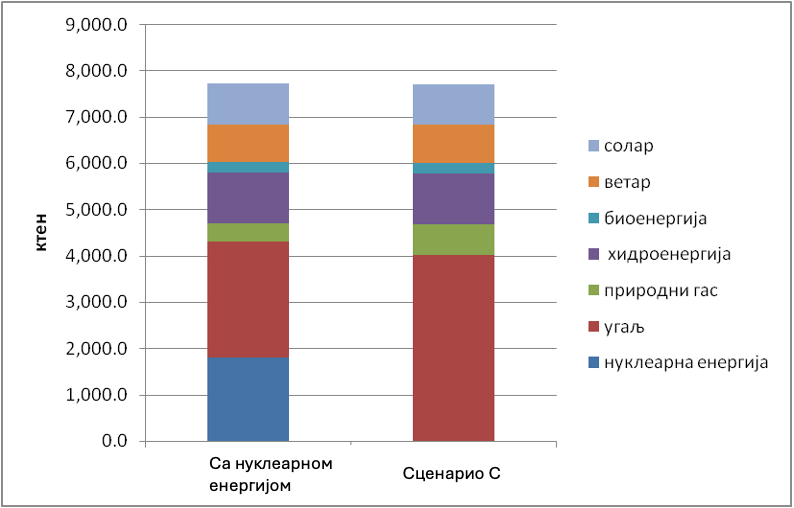 9,000.0
8,000.0
7,000.0
6,000.0
5,000.0
4,000.0
3,000.0
2,000.0
1,000.0
0.0
ктен
Са нуклеарном
енергијом
Сценарио С
солар
ветар
биоенергија
хидроенергија
природни гас
угаљ
нуклеарна енергија